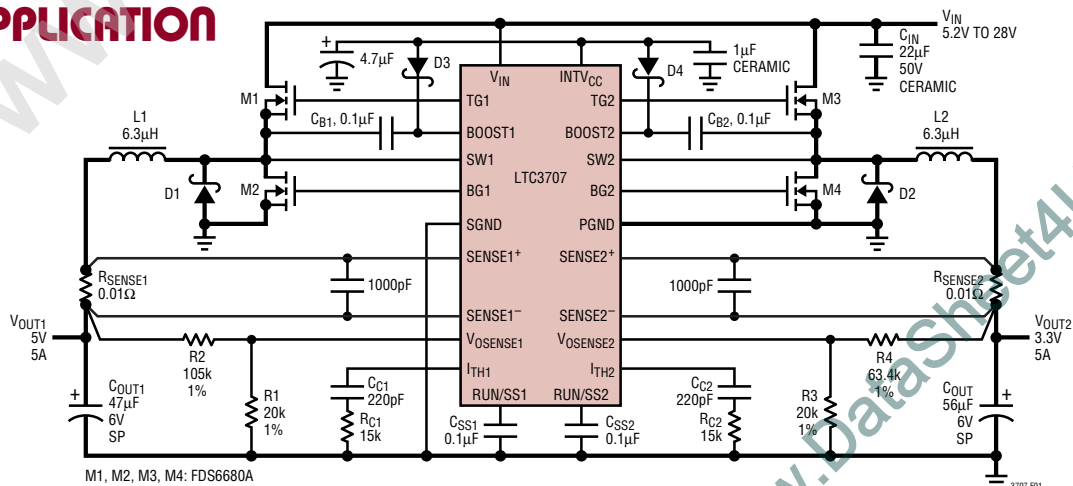 PPLICATION
WW
VIN
5.2V TO 28V
CIN
22µF
50V
CERAMIC
+
4.7µF
D3
D4
1µF
CERAMIC
VIN
INTVCC
M1
TG1
TG2
M3
L1
6.3µH
CB1, 0.1µF
BOOST1
BOOST2
CB2, 0.1µF
L2
6.3µH
SW1
SW2
LTC3707
D1
M2
BG1
BG2
M4
D2
SGND
PGND
SENSE1+
SENSE2+
RSENSE1
0.01Ω
1000pF
1000pF
RSENSE2
0.01Ω
SENSE1–
SENSE2–
VOUT1
5V
5A
VOSENSE1
VOSENSE2
VOUT2
3.3V
5A
R2
105k
1%
R4
63.4k
1%
ITH1
ITH2
+
COUT1
47µF
6V
SP
R1
20k
1%
CC1
220pF
RC1
15k
RUN/SS1
RUN/SS2
CSS1
0.1µF
CSS2
0.1µF
CC2
220pF
RC2
15k
R3
20k
1%
COUT
56µF
6V
SP
+
M1, M2, M3, M4: FDS6680A
3707 F01
w.DataSheet4U